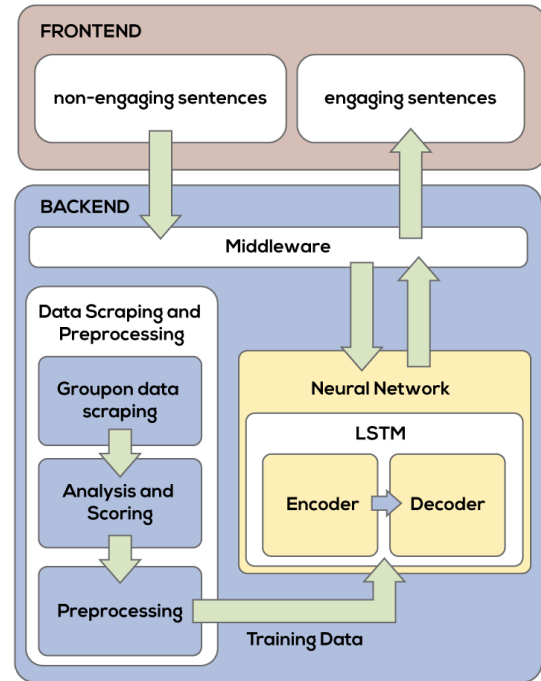 FRONTEND
non-engaging sentences
engaging sentences
BACKEND
Middleware
Data Scraping and
Preprocessing
Groupon data
scraping
Analysis and
Scoring
Preprocessing
Neural Network
LSTM
Encoder
Decoder
Training Data